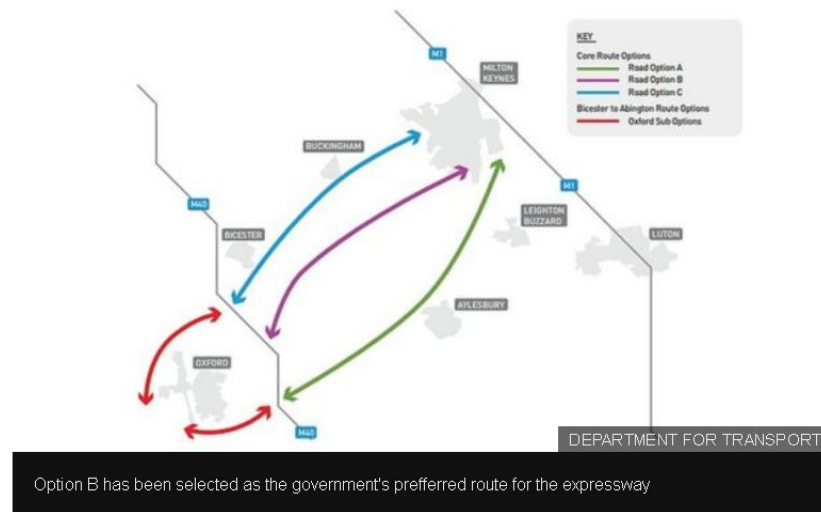 M1
MILTON
KEYNES
KEY
Core Route Options
Road Option A
Road Option B
Road Option C
Bicester to Abington Route Options
Oxford Sub Options
BUCKINGHAM
M40
BICESTER
M1
LEIGHTON
BUZZARD
LUTON
AYLESBURY
OXFORD
M40
DEPARTMENT FOR TRANSPORT
Option B has been selected as the government's prefferred route for the expressway